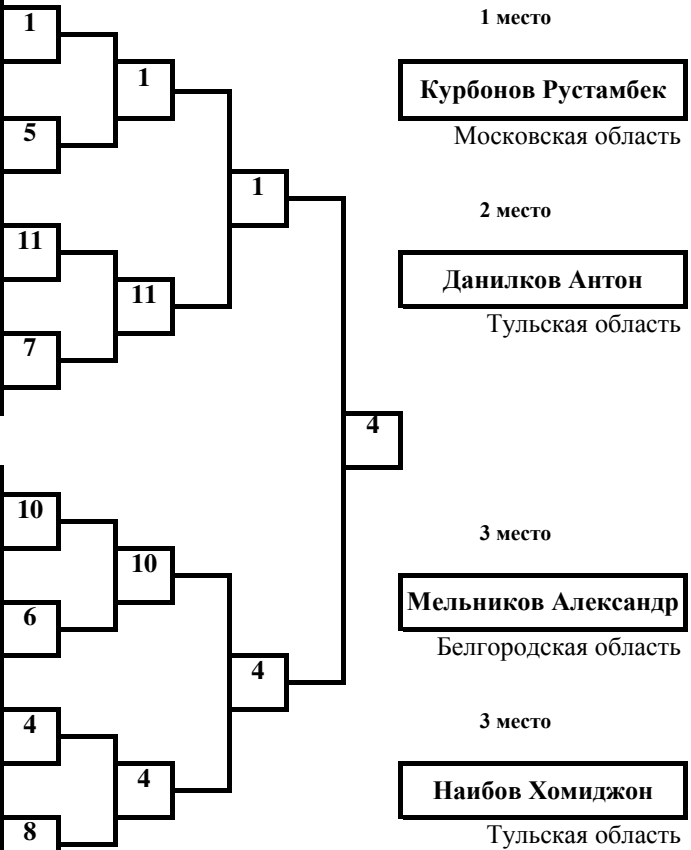 1
5
11
7
10
6
4
8
1
11
10
4
1
4
4
1 место
Курбонов Рустамбек
Московская область
2 место
Данилков Антон
Тульская область
3 место
Мельников Александр
Белгородская область
3 место
Наибов Хомиджон
Тульская область